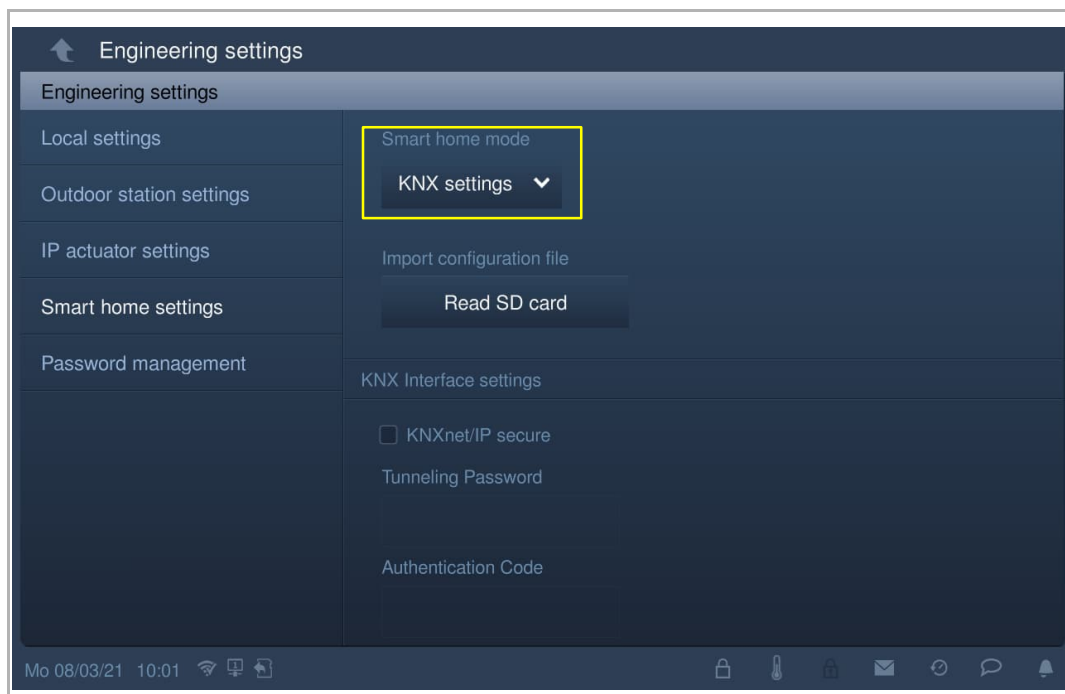 Engineering settings
Engineering settings
Local settings
Outdoor station settings
IP actuator settings
Smart home settings
Password management
Smart home mode
KNX settings
Import configuration file
Read SD card
KNX Interface settings
KNXnet/IP secure
Tunneling Password
Authentication Code
Mo 08/03/21 10:01